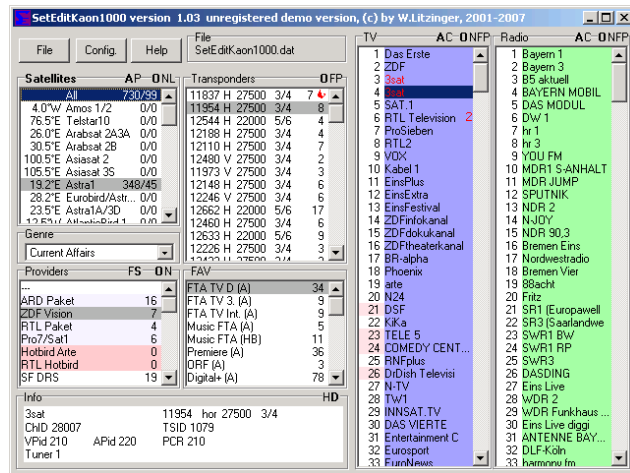 SetEditKaon1000 version 1.03 unregistered demo version, (c) by W.Litzinger, 2001-2007
File
Config.
Help
File
SetEditKaon1000.dat
Satellites AP ONL
All 730/99
4.0°W Amos 1/2 0/0
76.5°E Telstar10 0/0
26.0°E Arabsat 2A3A 0/0
30.5°E Arabsat 2B 0/0
100.5°E Asiasat 2 0/0
105.5°E Asiasat 3S 0/0
19.2°E Astra1 348/45
28.2°E Eurobird/Astr... 0/0
23.5°E Astra1A/3D 0/0
12.5°W AtlanticBird 1 0/0
Transponders OFP
11837 H 27500 3/4 7
11954 H 27500 3/4 8
12544 H 22000 5/6 4
12188 H 27500 3/4 4
12110 H 27500 3/4 7
12480 V 27500 3/4 2
11973 V 27500 3/4 3
12148 H 27500 3/4 6
12246 V 27500 3/4 6
12662 H 22000 5/6 17
12460 H 27500 3/4 6
12633 H 22000 5/6 9
12226 H 27500 3/4 3
Genre
Current Affairs
Providers FS ON
---
ARD Paket 16
ZDF Vision 7
RTL Paket 4
Pro7/Sat1 6
Hotbird Arte 0
RTL Hotbird 0
SF DRS 19
FAV
FTA TV D (A) 34
FTA TV 3. (A) 9
FTA TV Int. (A) 9
Music FTA (A) 5
Music FTA (HB) 11
Premiere (A) 36
ORF (A) 3
Digital+ (A) 78
Info HD
3sat 11954 hor 27500 3/4
ChID 28007 TSID 1079
VPid 210 APid 220 PCR 210
Tuner 1
TV AC ONFP
1 Das Erste
2 ZDF
3 3sat
4 3sat
5 SAT.1
6 RTL Television Z
7 ProSieben
8 RTL2
9 VOX
10 Kabel 1
11 EinsPlus
12 EinsExtra
13 EinsFestival
14 ZDFinfokanal
15 ZDFdokukanal
16 ZDFtheaterkanal
17 BR-alpha
18 Phoenix
19 arte
20 N24
21 DSF
22 KiKa
23 TELE 5
24 COMEDY CENT...
25 RNFplus
26 DrDish Televisi
27 N-TV
28 TW1
29 INNSAT.TV
30 DAS VIERTE
31 Entertainment C
32 Eurosport
33 EuroNews
Radio AC ONFP
1 Bayern 1
2 Bayern 3
3 B5 aktuell
4 BAYERN MOBIL
5 DAS MODUL
6 DW 1
7 hr 1
8 hr 3
9 YOU FM
10 MDR1 S-ANHALT
11 MDR JUMP
12 SPUTNIK
13 NDR 2
14 N-JOY
15 NDR 90,3
16 Bremen Eins
17 Nordwestradio
18 Bremen Vier
19 88acht
20 Fritz
21 SR1 (Europawell
22 SR3 (Saarlandwe
23 SWR1 BW
24 SWR1 RP
25 SWR3
26 DASDING
27 Eins Live
28 WDR 2
29 WDR Funkhaus ...
30 Eins Live diggi
31 ANTENNE BAY...
32 DLF-Köln
33 harmony fm